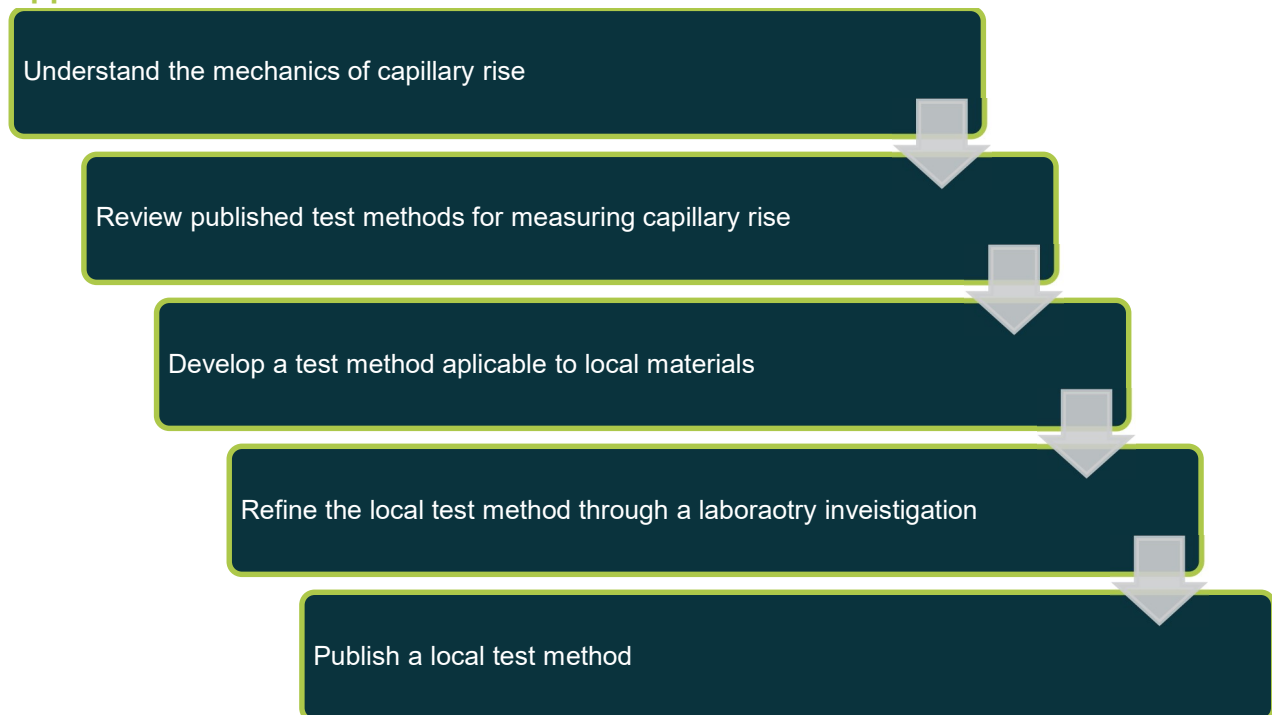 Understand the mechanics of capillary rise
Review published test methods for measuring capillary rise
Develop a test method aplicable to local materials
Refine the local test method through a laboraotry inveistigation
Publish a local test method